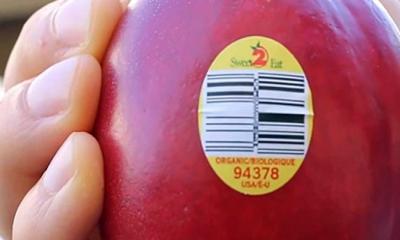 Sweet 2 Eat
ORGANIC/BIOLOGIQUE
94378
USA/E-U